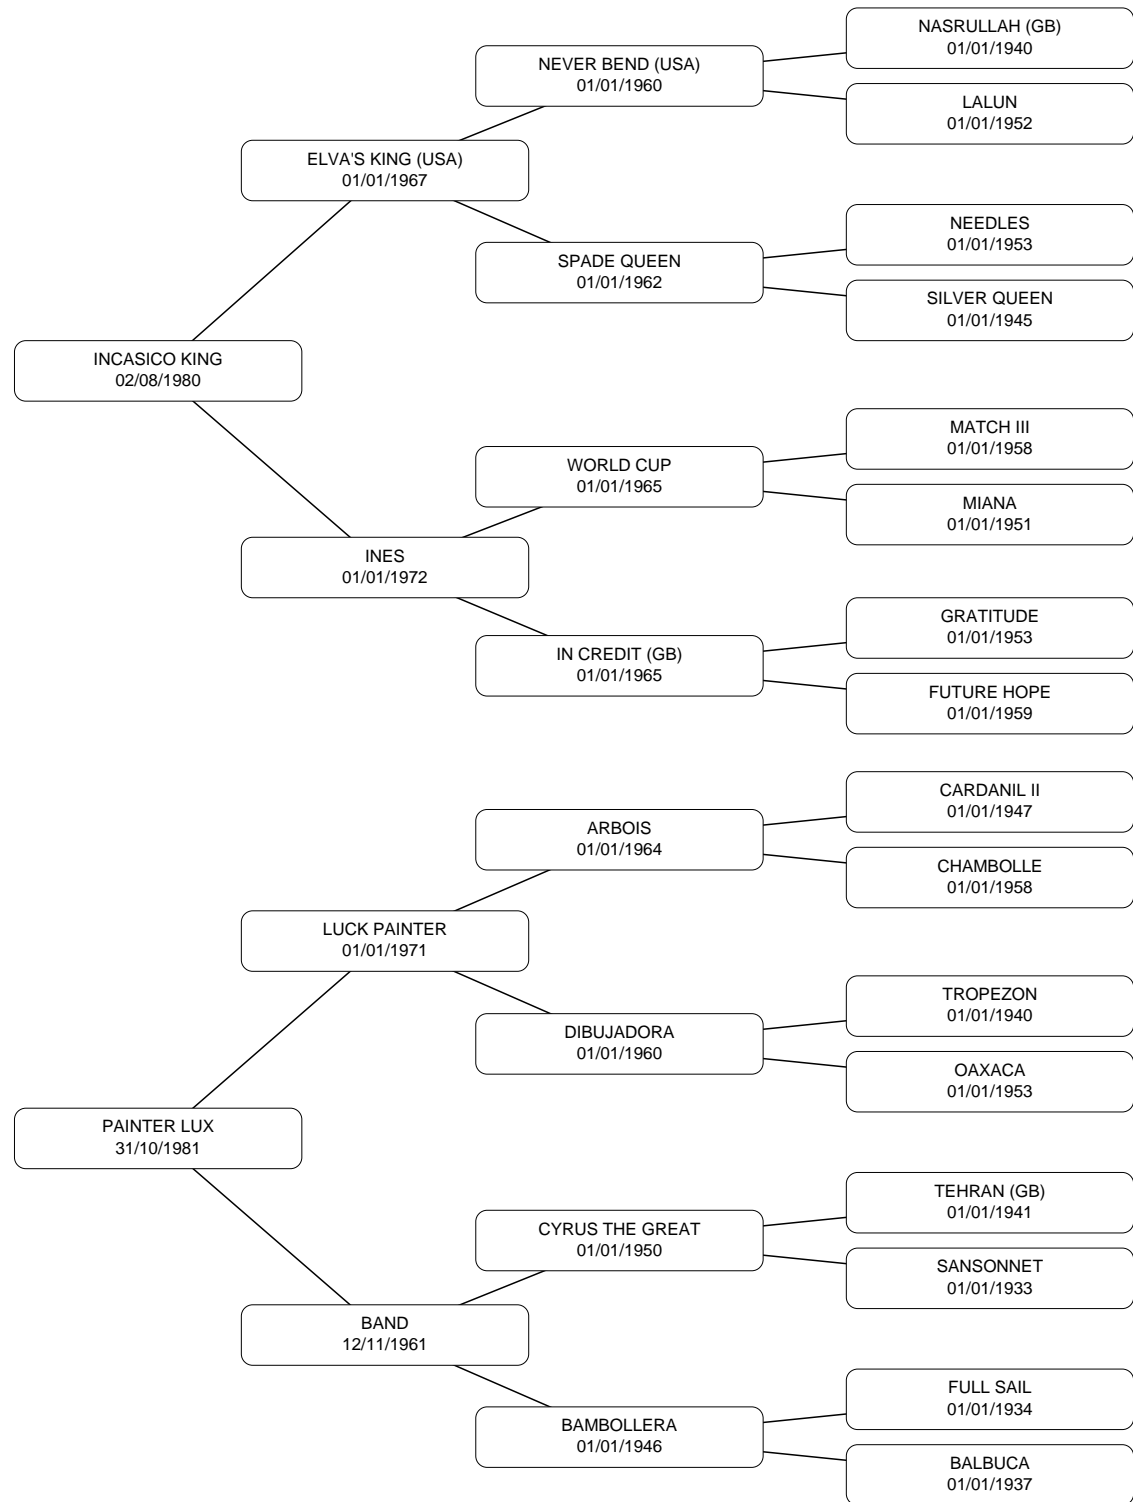 NASRULLAH (GB)
01/01/1940
NEVER BEND (USA)
01/01/1960
LALUN
01/01/1952
ELVA'S KING (USA)
01/01/1967
NEEDLES
01/01/1953
SPADE QUEEN
01/01/1962
SILVER QUEEN
01/01/1945
INCASICO KING
02/08/1980
MATCH III
01/01/1958
WORLD CUP
01/01/1965
MIANA
01/01/1951
INES
01/01/1972
GRATITUDE
01/01/1953
IN CREDIT (GB)
01/01/1965
FUTURE HOPE
01/01/1959
CARDANIL II
01/01/1947
ARBOIS
01/01/1964
CHAMBOLLE
01/01/1958
LUCK PAINTER
01/01/1971
TROPEZON
01/01/1940
DIBUJADORA
01/01/1960
OAXACA
01/01/1953
PAINTER LUX
31/10/1981
TEHRAN (GB)
01/01/1941
CYRUS THE GREAT
01/01/1950
SANSONNET
01/01/1933
BAND
12/11/1961
FULL SAIL
01/01/1934
BAMBOLLERA
01/01/1946
BALBUCA
01/01/1937